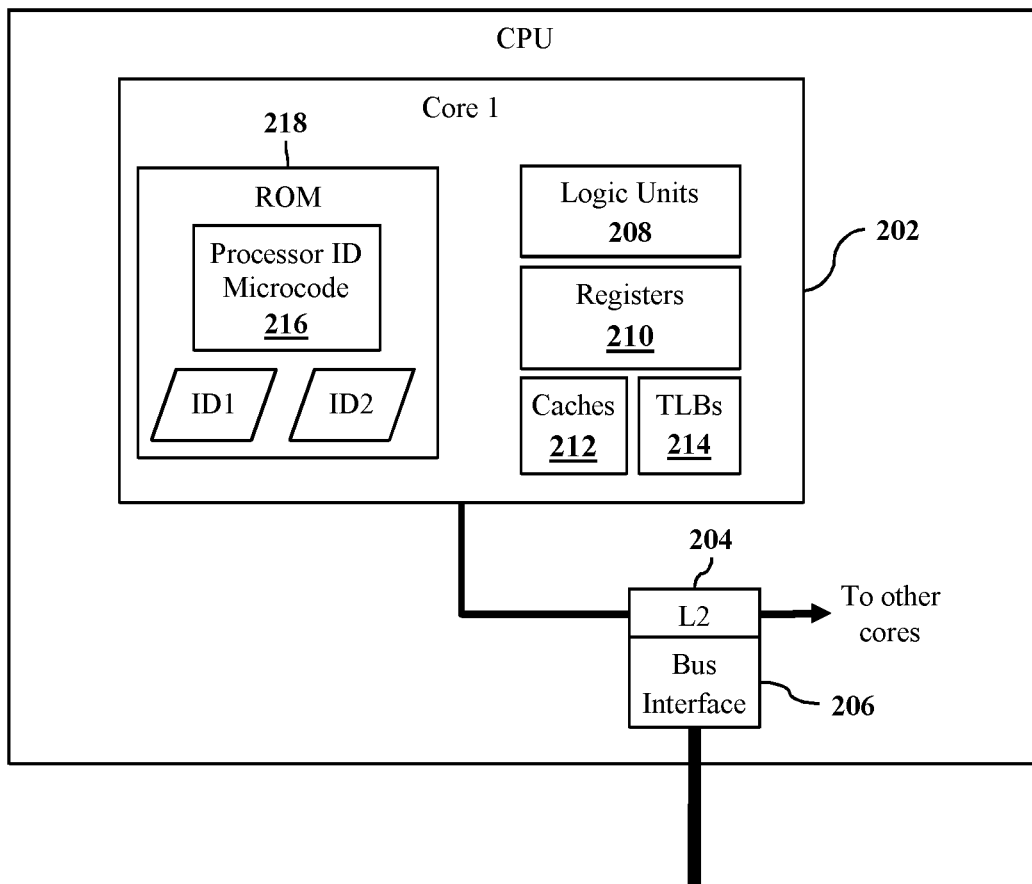 CPU
Core 1
218
ROM
Processor ID
Microcode
216
ID1
ID2
Logic Units
208
Registers
210
Caches
212
TLBs
214
202
204
L2
To other
cores
Bus
Interface
206